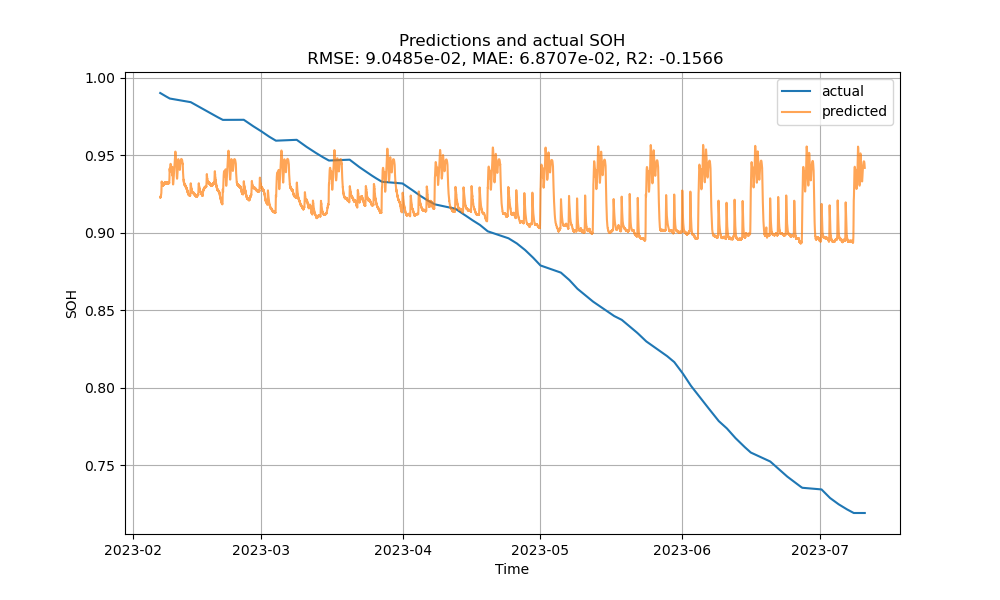 Predictions and actual SOH
RMSE: 9.0485e-02, MAE: 6.8707e-02, R2: -0.1566
actual
predicted
1.00
0.95
0.90
0.85
0.80
0.75
SOH
2023-02
2023-03
2023-04
2023-05
2023-06
2023-07
Time